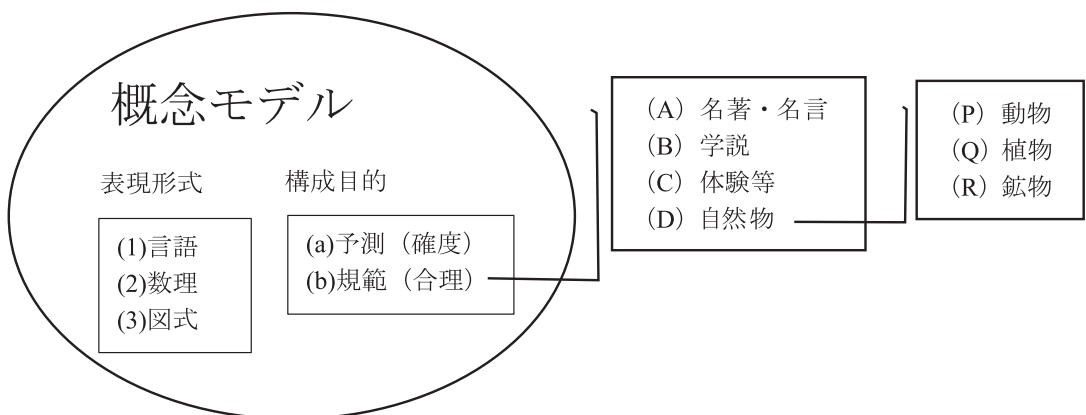 概念モデル
表現形式
(1)言語
(2)数理
(3)図式
構成目的
(a)予測（確度）
(b)規範（合理）
（A）名著・名言
（B）学説
（C）体験等
（D）自然物
（P）動物
（Q）植物
（R）鉱物